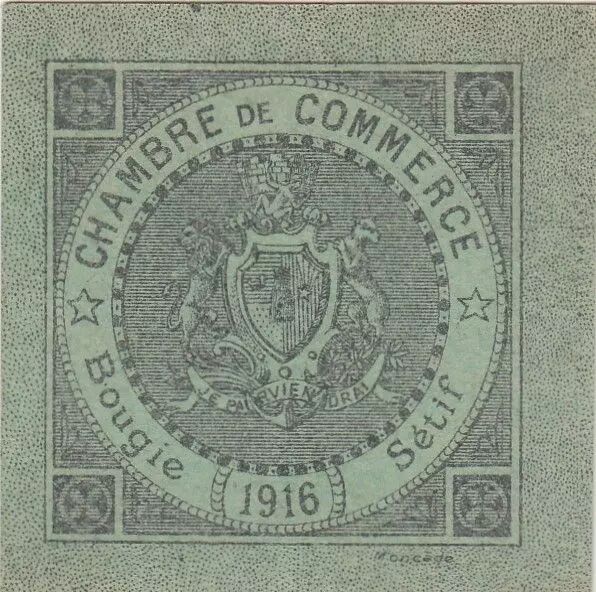 CHAMBRE DE COMMERCE
Bougie
Sétif
1916
JE PARVIENDRAI